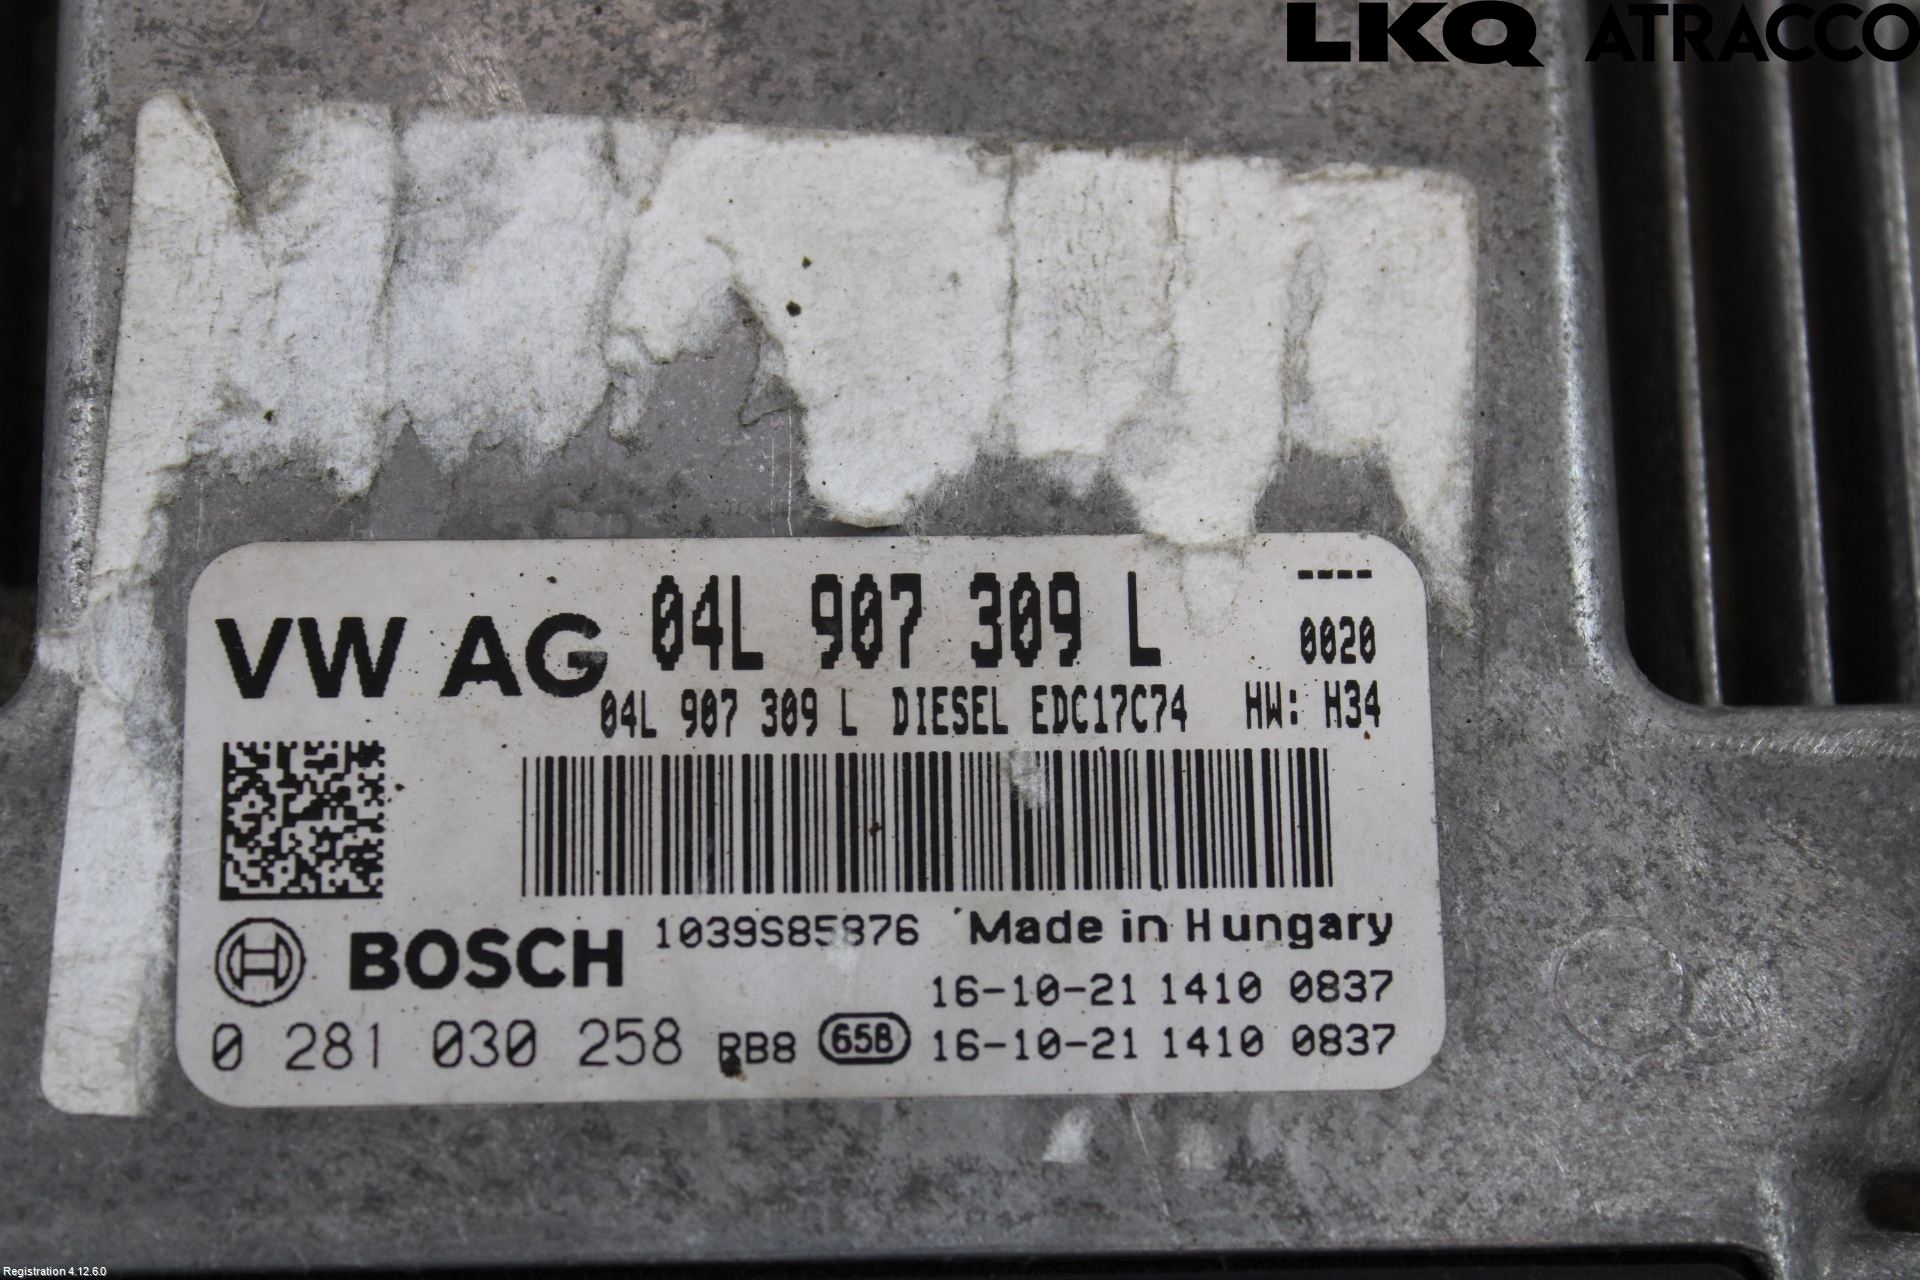 LKQ ATRACCO
VW AG 04L 907 309 L ----
0020
04L 907 309 L DIESEL EDC17C74 HW: H34
BOSCH 1039S85876 Made in Hungary
16-10-21 1410 0837
0 281 030 258 RB8 65B 16-10-21 1410 0837
Registration 4.12.6.0